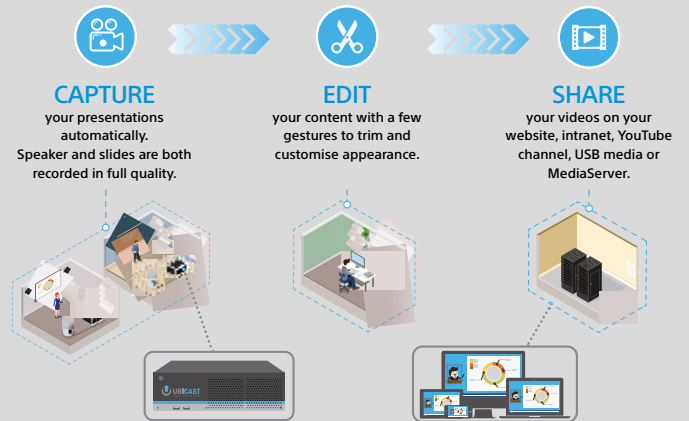 CAPTURE
your presentations
automatically.
Speaker and slides are both
recorded in full quality.
EDIT
your content with a few
gestures to trim and
customise appearance.
SHARE
your videos on your
website, intranet, YouTube
channel, USB media or
MediaServer.
UBICAST